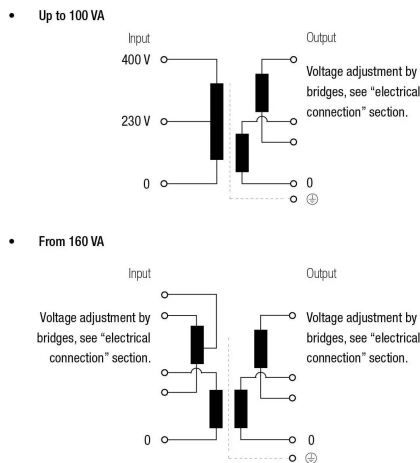 • Up to 100 VA
Input
Output
400 V
Voltage adjustment by
bridges, see “electrical
connection” section.
230 V
0
0
• From 160 VA
Input
Output
Voltage adjustment by
bridges, see “electrical
connection” section.
Voltage adjustment by
bridges, see “electrical
connection” section.
0
0